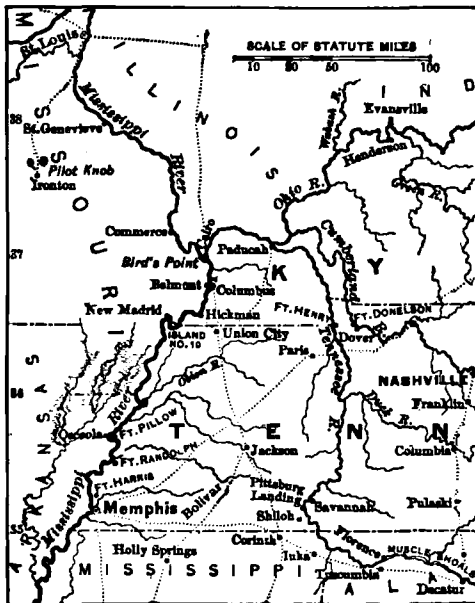 M
I
S
S
O
U
R
I
St. Louis
SCALE OF STATUTE MILES
10 20 50 100
I L L I N O I S
I N D
Evansville
Wabash R.
Henderson
38
Mississippi
River
St. Genevieve
Pilot Knob
Ironton
Ohio R.
Green R.
Commerce
Cairo
Cumberland
R.
Paducah
K Y
37
Bird's Point
Belmont
Columbus
New Madrid
Hickman
FT. HENRY
FT. DONELSON
ISLAND
NO. 10
Union City
Dover
Tennessee
R.
Paris
NASHVILLE
36
Obion R.
Franklin
Duck R.
Osceola
River
FT. PILLOW
T E N N
Columbia
FT. RANDOLPH
Jackson
FT. HARRIS
Pittsburg
Landing
Bolivar
Memphis
Savannah
Pulaski
Shiloh
35
Mississippi
A R K A N S A S
Corinth
Florence
MUSCLE SHOALS
Holly Springs
Iuka
Tuscumbia
M I S S I S S I P P I
A L A
Decatur